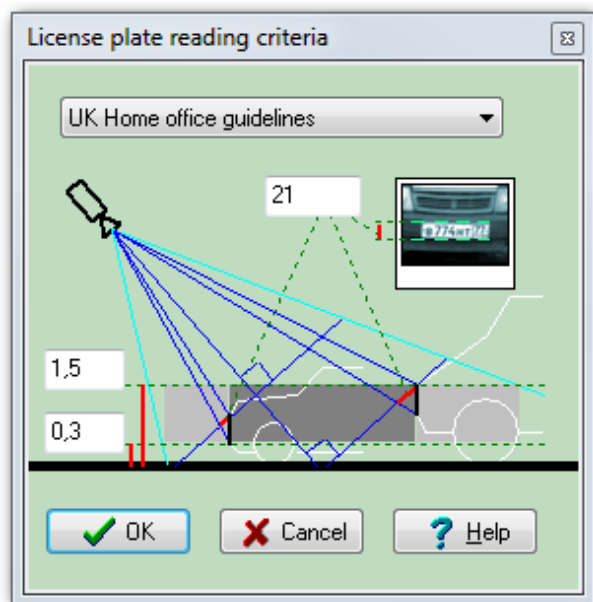 License plate reading criteria
UK Home office guidelines
21
1,5
0,3
OK
Cancel
Help